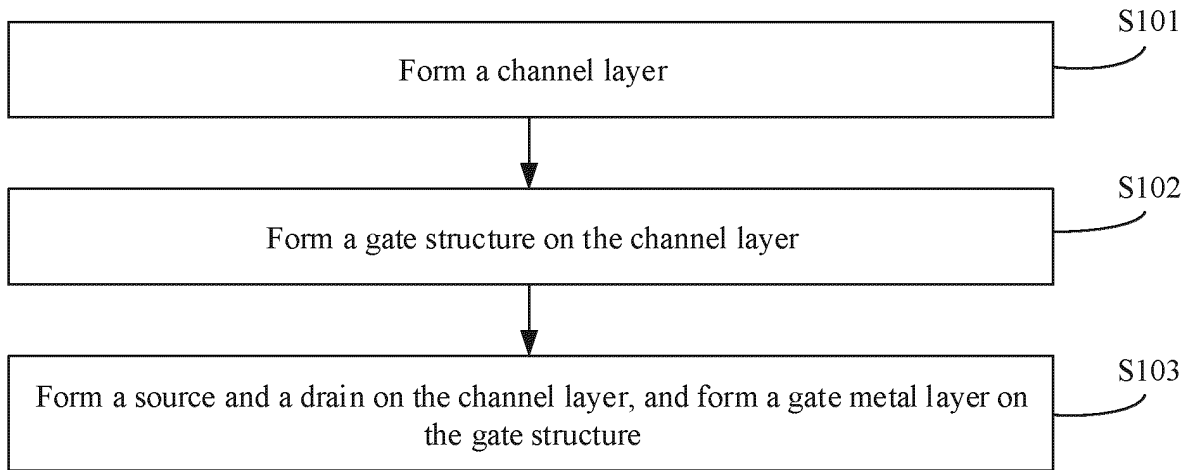 S101
Form a channel layer
S102
Form a gate structure on the channel layer
S103
Form a source and a drain on the channel layer, and form a gate metal layer on
the gate structure